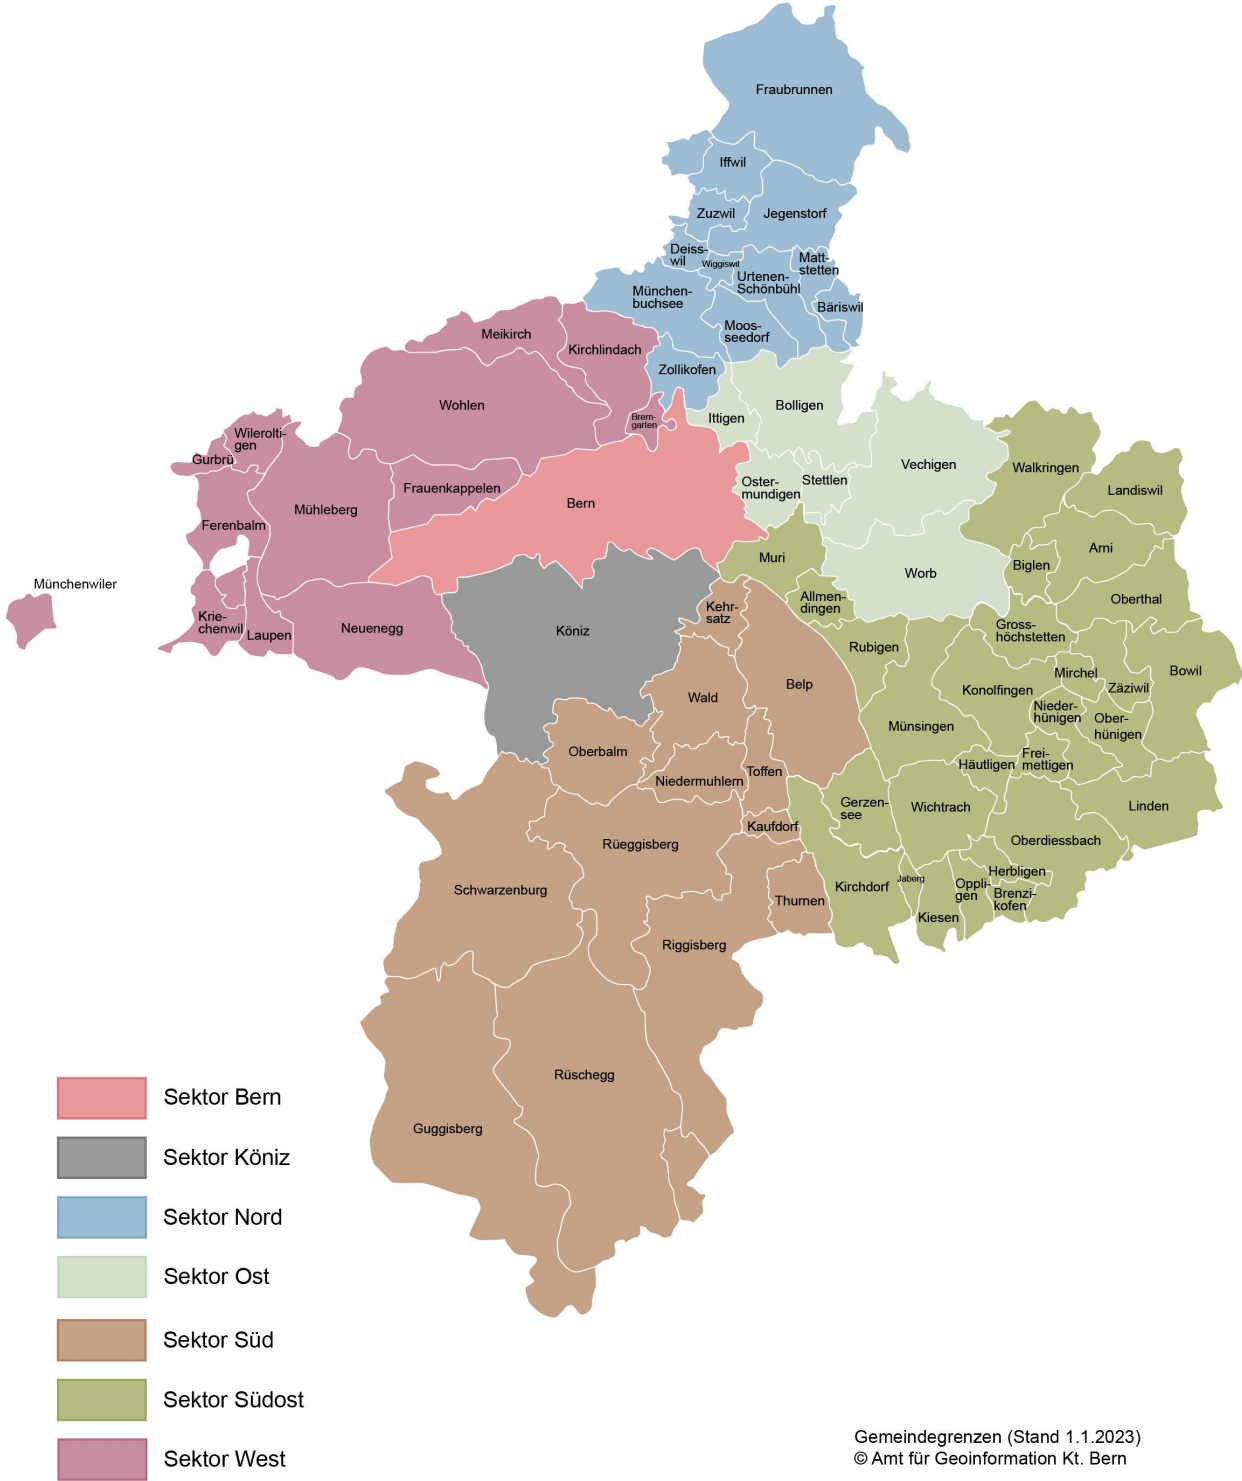 Fraubrunnen
Iffwil
Zuzwil
Jegenstorf
Deiss-
wil
Wiggiswil
Matt-
stetten
Urtenen-
Schönbühl
München-
buchsee
Bäriswil
Moos-
seedorf
Meikirch
Kirchlindach
Zollikofen
Wohlen
Brem-
garten
Ittigen
Bolligen
Wilerolti-
gen
Gurbrü
Vechigen
Walkringen
Frauenkappelen
Oster-
mundigen
Stettlen
Landiswil
Mühleberg
Bern
Ferenbalm
Muri
Arni
Biglen
Worb
Münchenwiler
Allmen-
dingen
Oberthal
Kehr-
satz
Krie-
chenwil
Laupen
Neuenegg
Köniz
Gross-
höchstetten
Rubigen
Mirchel
Bowil
Belp
Wald
Konolfingen
Zäziwil
Nieder-
hünigen
Ober-
hünigen
Münsingen
Oberbalm
Häutligen
Frei-
mettigen
Toffen
Niedermuhlern
Gerzen-
see
Wichtrach
Linden
Kaufdorf
Rüeggisberg
Oberdiessbach
Herbligen
Jaberg
Kirchdorf
Schwarzenburg
Thurnen
Oppli-
gen
Brenzi-
kofen
Kiesen
Riggisberg
Rüschegg
Guggisberg
Sektor Bern
Sektor Köniz
Sektor Nord
Sektor Ost
Sektor Süd
Sektor Südost
Sektor West
Gemeindegrenzen (Stand 1.1.2023)
© Amt für Geoinformation Kt. Bern